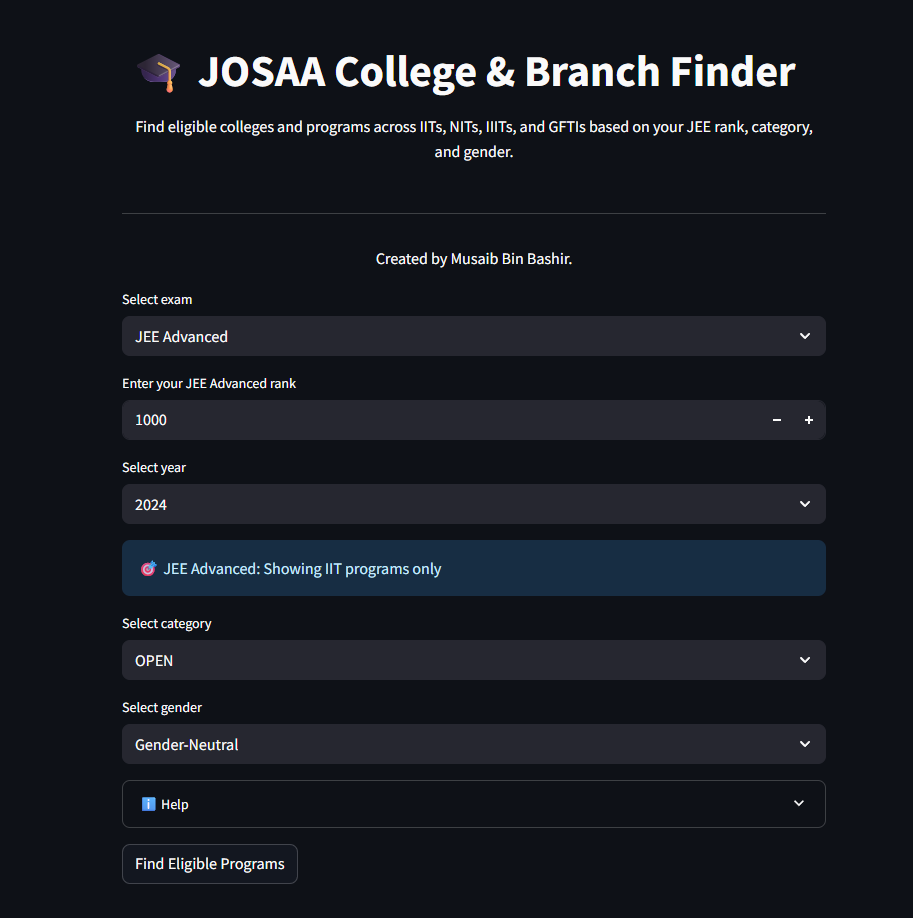 JOSAA College & Branch Finder
Find eligible colleges and programs across IITs, NITs, IIITs, and GFTIs based on your JEE rank, category,
and gender.
Created by Musaib Bin Bashir.
Select exam
JEE Advanced
Enter your JEE Advanced rank
1000
Select year
2024
JEE Advanced: Showing IIT programs only
Select category
OPEN
Select gender
Gender-Neutral
Help
Find Eligible Programs